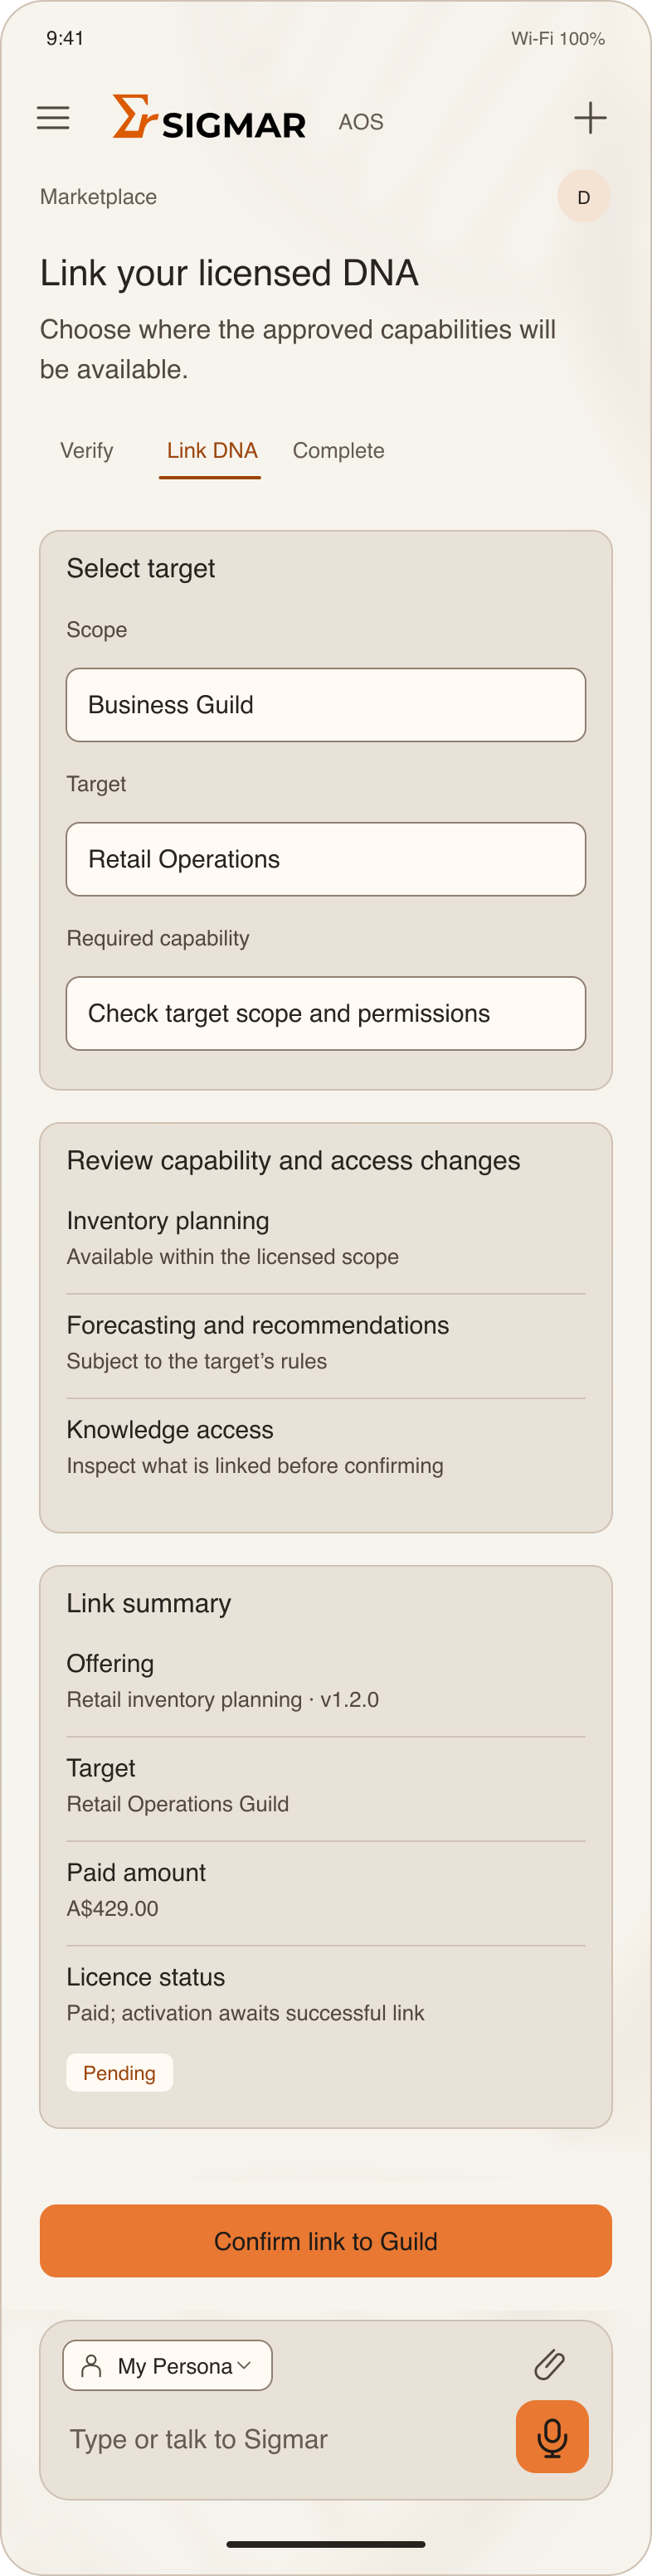 9:41
Wi-Fi 100%
Σr SIGMAR AOS
Marketplace
D
Link your licensed DNA
Choose where the approved capabilities will
be available.
Verify
Link DNA
Complete
Select target
Scope
Business Guild
Target
Retail Operations
Required capability
Check target scope and permissions
Review capability and access changes
Inventory planning
Available within the licensed scope
Forecasting and recommendations
Subject to the target’s rules
Knowledge access
Inspect what is linked before confirming
Link summary
Offering
Retail inventory planning · v1.2.0
Target
Retail Operations Guild
Paid amount
A$429.00
Licence status
Paid; activation awaits successful link
Pending
Confirm link to Guild
My Persona
Type or talk to Sigmar